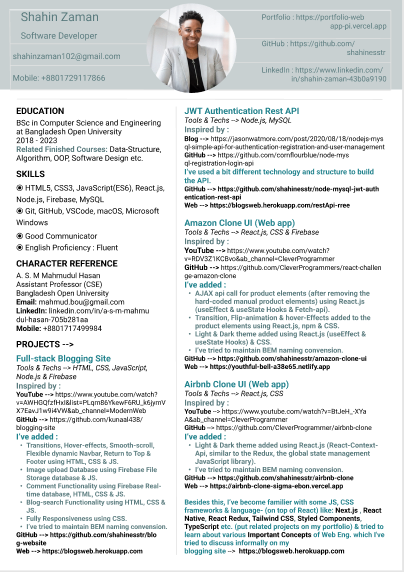 Shahin Zaman
Software Developer
shahinzaman102@gmail.com
Mobile: +8801729117866
Portfolio : https://portfolio-web
app-pi.vercel.app
GitHub : https://github.com/
shahinesstr
LinkedIn : https://www.linkedin.com/
in/shahin-zaman-43b0a9190
EDUCATION
BSc in Computer Science and Engineering
at Bangladesh Open University
2018 - 2023
Related Finished Courses: Data-Structure,
Algorithm, OOP, Software Design etc.
SKILLS
HTML5, CSS3, JavaScript(ES6), React.js,
Node.js, Firebase, MySQL
Git, GitHub, VSCode, macOS, Microsoft
Windows
Good Communicator
English Proficiency : Fluent
CHARACTER REFERENCE
A. S. M Mahmudul Hasan
Assistant Professor (CSE)
Bangladesh Open University
Email: mahmud.bou@gmail.com
LinkedIn: linkedin.com/in/a-s-m-mahmu
dul-hasan-705b281aa
Mobile: +8801717499984
PROJECTS -->
Full-stack Blogging Site
Tools & Techs --> HTML, CSS, JavaScript,
Node.js & Firebase
Inspired by :
YouTube --> https://www.youtube.com/watch?
GitHub --> https://github.com/kunaal438/
blogging-site
I've added :
• Transitions, Hover-effects, Smooth-scroll,
Flexible dynamic Navbar, Return to Top &
Footer using HTML, CSS & JS.
• Image upload Database using Firebase File
Storage database & JS.
• Comment Functionality using Firebase Real-
time database, HTML, CSS & JS.
• Blog-search Functionality using HTML, CSS &
JS.
• Fully Responsiveness using CSS.
• I've tried to maintain BEM naming convension.
GitHub --> https://github.com/shahinesstr/blo
g-website
Web --> https://blogsweb.herokuapp.com
JWT Authentication Rest API
Tools & Techs --> Node.js, MySQL
Inspired by :
Blog --> https://jasonwatmore.com/post/2020/08/18/nodejs-mys
ql-simple-api-for-authentication-registration-and-user-management
GitHub --> https://github.com/cornflourblue/node-mys
ql-registration-login-api
I've used a bit different technology and structure to build
the API.
GitHub --> https://github.com/shahinesstr/node-mysql-jwt-auth
entication-rest-api
Web --> https://blogsweb.herokuapp.com/restApi-rree
Amazon Clone UI (Web app)
Tools & Techs --> React.js, CSS & Firebase
Inspired by :
YouTube --> https://www.youtube.com/watch?
v=RDV3Z1KCBvo&ab_channel=CleverProgrammer
GitHub --> https://github.com/CleverProgrammers/react-challen
ge-amazon-clone
I've added :
• AJAX api call for product elements (after removing the
hard-coded manual product elements) using React.js
(useEffect & useState Hooks & Fetch-api).
• Transition, Flip-animation & hover-Effects added to the
product elements using React.js, npm & CSS.
• Light & Dark theme added using React.js (useEffect &
useState Hooks) & CSS.
• I've tried to maintain BEM naming convension.
GitHub --> https://github.com/shahinesstr/amazon-clone-ui
Web --> https://youthful-bell-a38e65.netlify.app
Airbnb Clone UI (Web app)
Tools & Techs --> React.js, CSS
Inspired by :
YouTube --> https://www.youtube.com/watch?v=BtJeH_-XYa
A&ab_channel=CleverProgrammer
GitHub --> https://github.com/CleverProgrammer/airbnb-clone
I've added :
• Light & Dark theme added using React.js (React-Context-
Api, similar to the Redux, the global state management
JavaScript library).
• I've tried to maintain BEM naming convension.
GitHub --> https://github.com/shahinesstr/airbnb-clone
Web --> https://airbnb-clone-sigma-ebon.vercel.app
Besides this, I've become familiar with some JS, CSS
frameworks & language- (on top of React) like: Next.js , React
Native, React Redux, Tailwind CSS, Styled Components,
TypeScript etc. (put related projects on my portfolio) & tried to
learn about various Important Concepts of Web Eng. which I've
tried to discuss informally on my
blogging site --> https://blogsweb.herokuapp.com